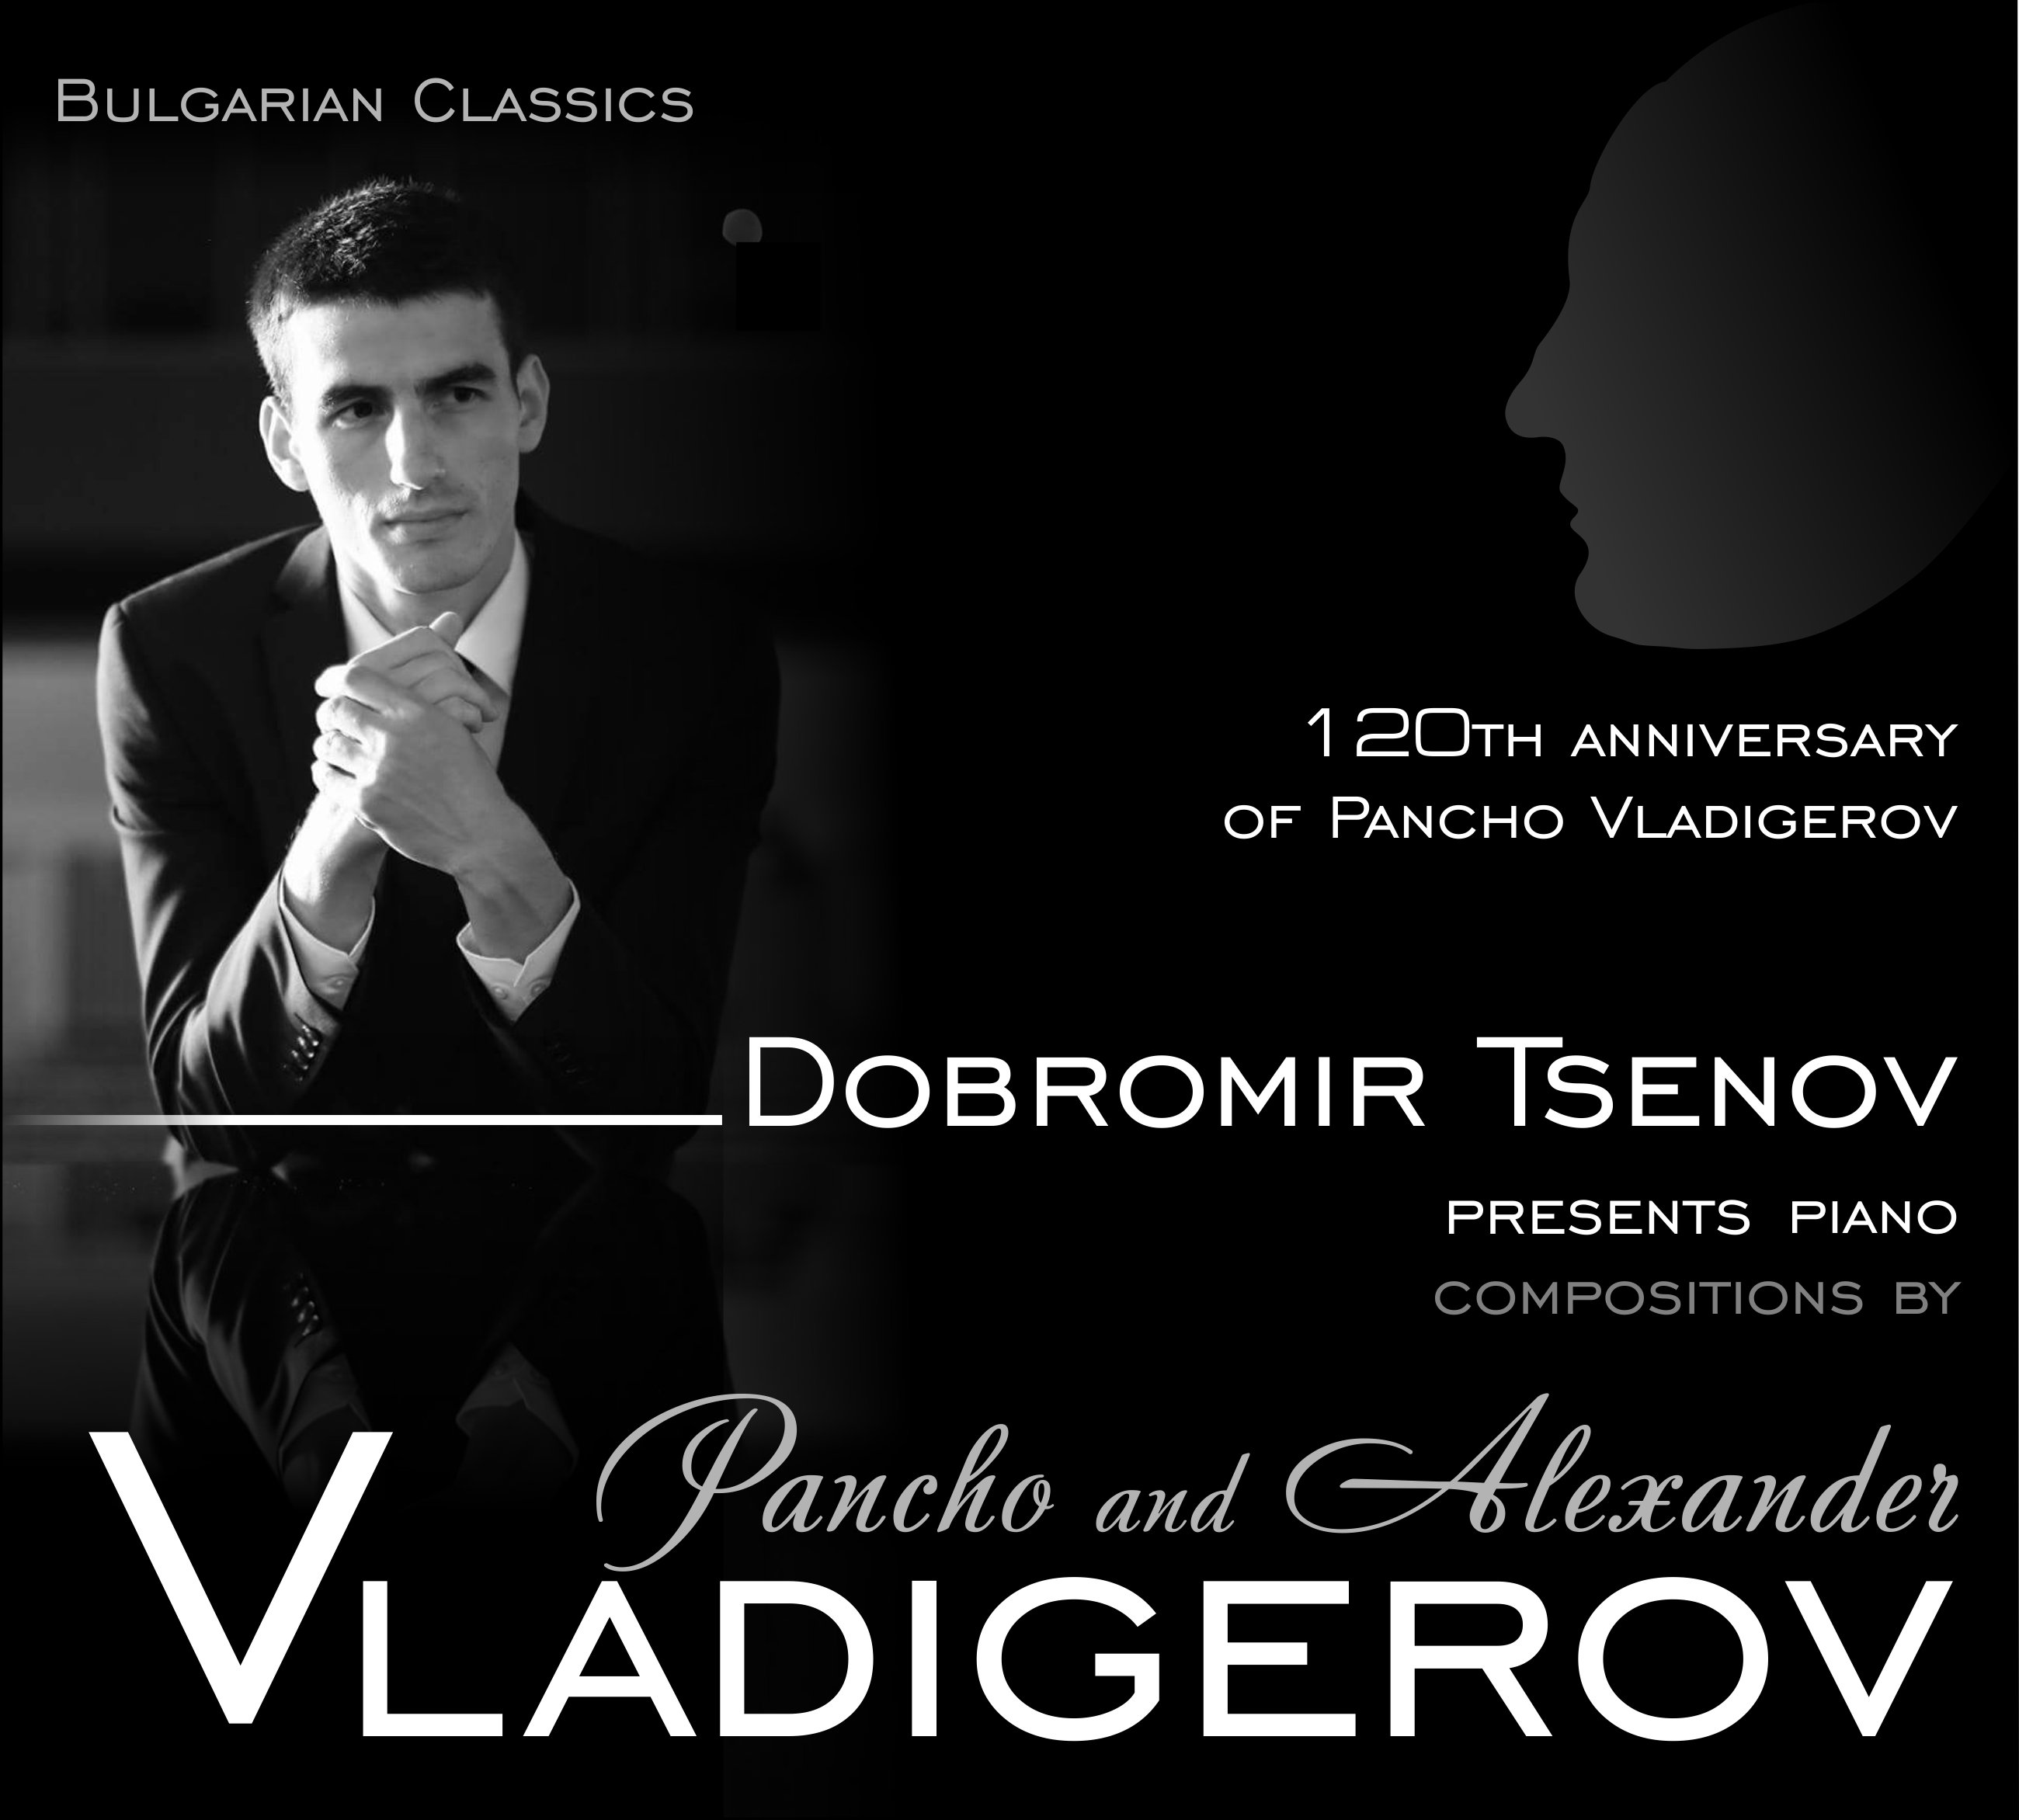 Bulgarian Classics
120th anniversary
of Pancho Vladigerov
Dobromir Tsenov
presents piano
compositions by
Pancho and Alexander
Vladigerov